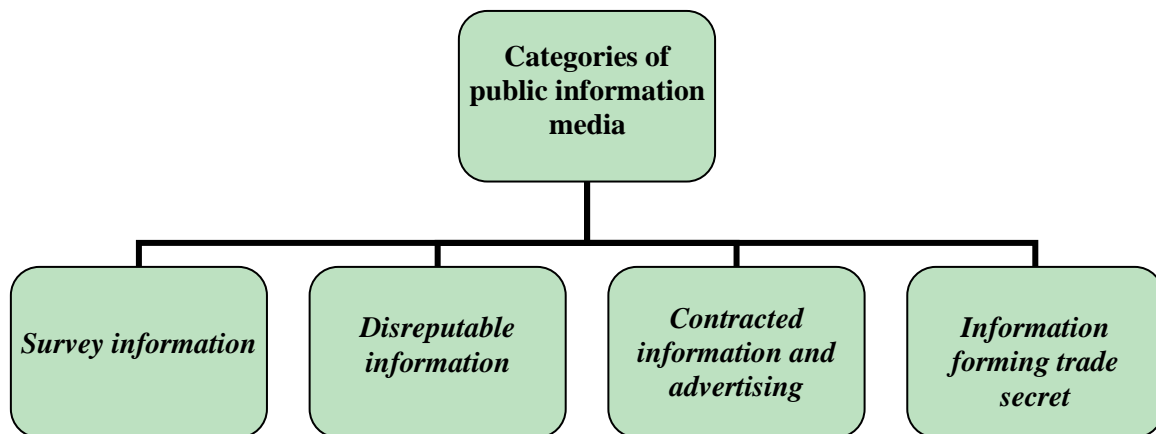 Categories of
public information
media
Survey information
Disreputable
information
Contracted
information and
advertising
Information
forming trade
secret